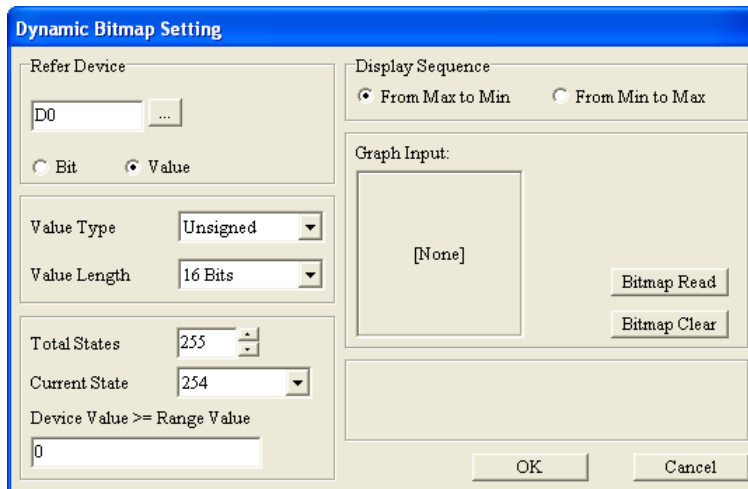 Dynamic Bitmap Setting
Refer Device
D0
...
Bit
Value
Value Type
Unsigned
Value Length
16 Bits
Total States
255
Current State
254
Device Value >= Range Value
0
Display Sequence
From Max to Min
From Min to Max
Graph Input:
[None]
Bitmap Read
Bitmap Clear
OK
Cancel